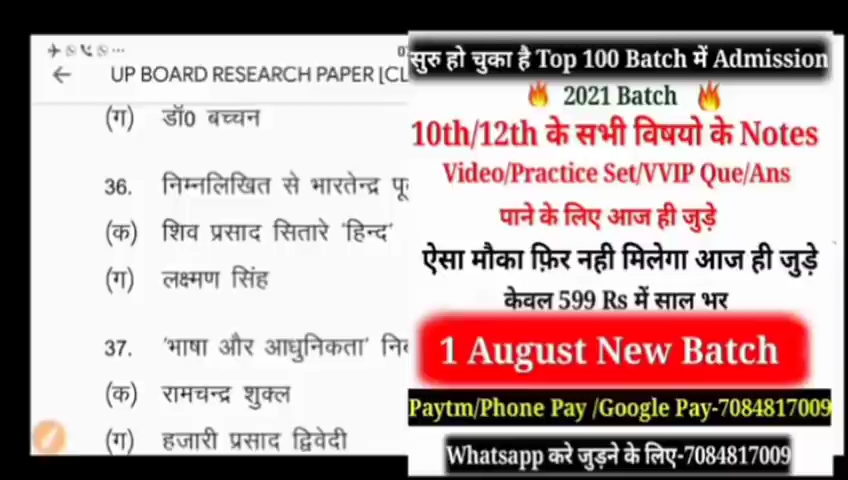 UP BOARD RESEARCH PAPER [CL
(ग) डॉ0 बच्चन
36. निम्नलिखित से भारतेन्द्र
(क) शिव प्रसाद सितारे 'हिन्द'
(ग) लक्ष्मण सिंह
37. 'भाषा और आधुनिकता'
(क) रामचन्द्र शुक्ल
(ग) हजारी प्रसाद द्विवेदी
सुरु हो चुका है Top 100 Batch में Admission
🔥 2021 Batch 🔥
10th/12th के सभी विषयो के Notes
Video/Practice Set/VVIP Que/Ans
पाने के लिए आज ही जुड़े
ऐसा मौका फ़िर नही मिलेगा आज ही जुड़े
केवल 599 Rs में साल भर
1 August New Batch
Paytm/Phone Pay /Google Pay-7084817009
Whatsapp करे जुड़ने के लिए-7084817009